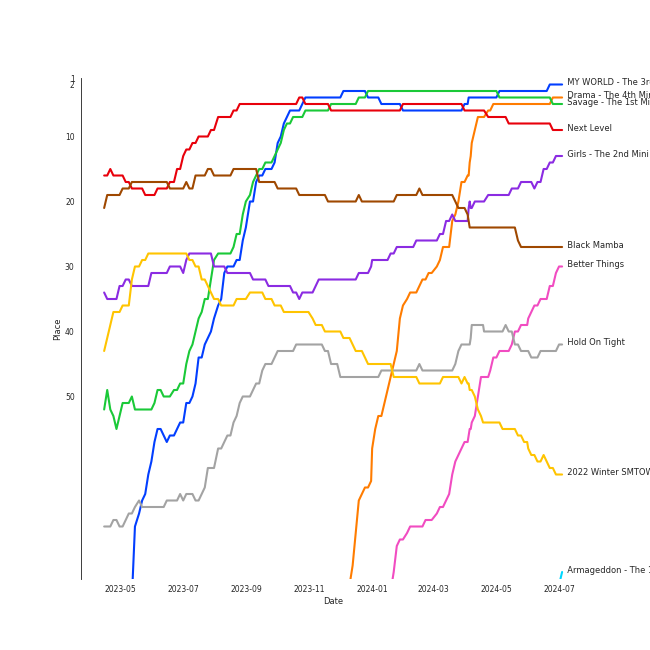 1
2
10
20
30
40
50
Place
MY WORLD - The 3r
Drama - The 4th Mi
Savage - The 1st Mi
Next Level
Girls - The 2nd Mini
Black Mamba
Better Things
Hold On Tight
2022 Winter SMTOW
Armageddon - The 1
2023-05
2023-07
2023-09
2023-11
2024-01
2024-03
2024-05
2024-07
Date